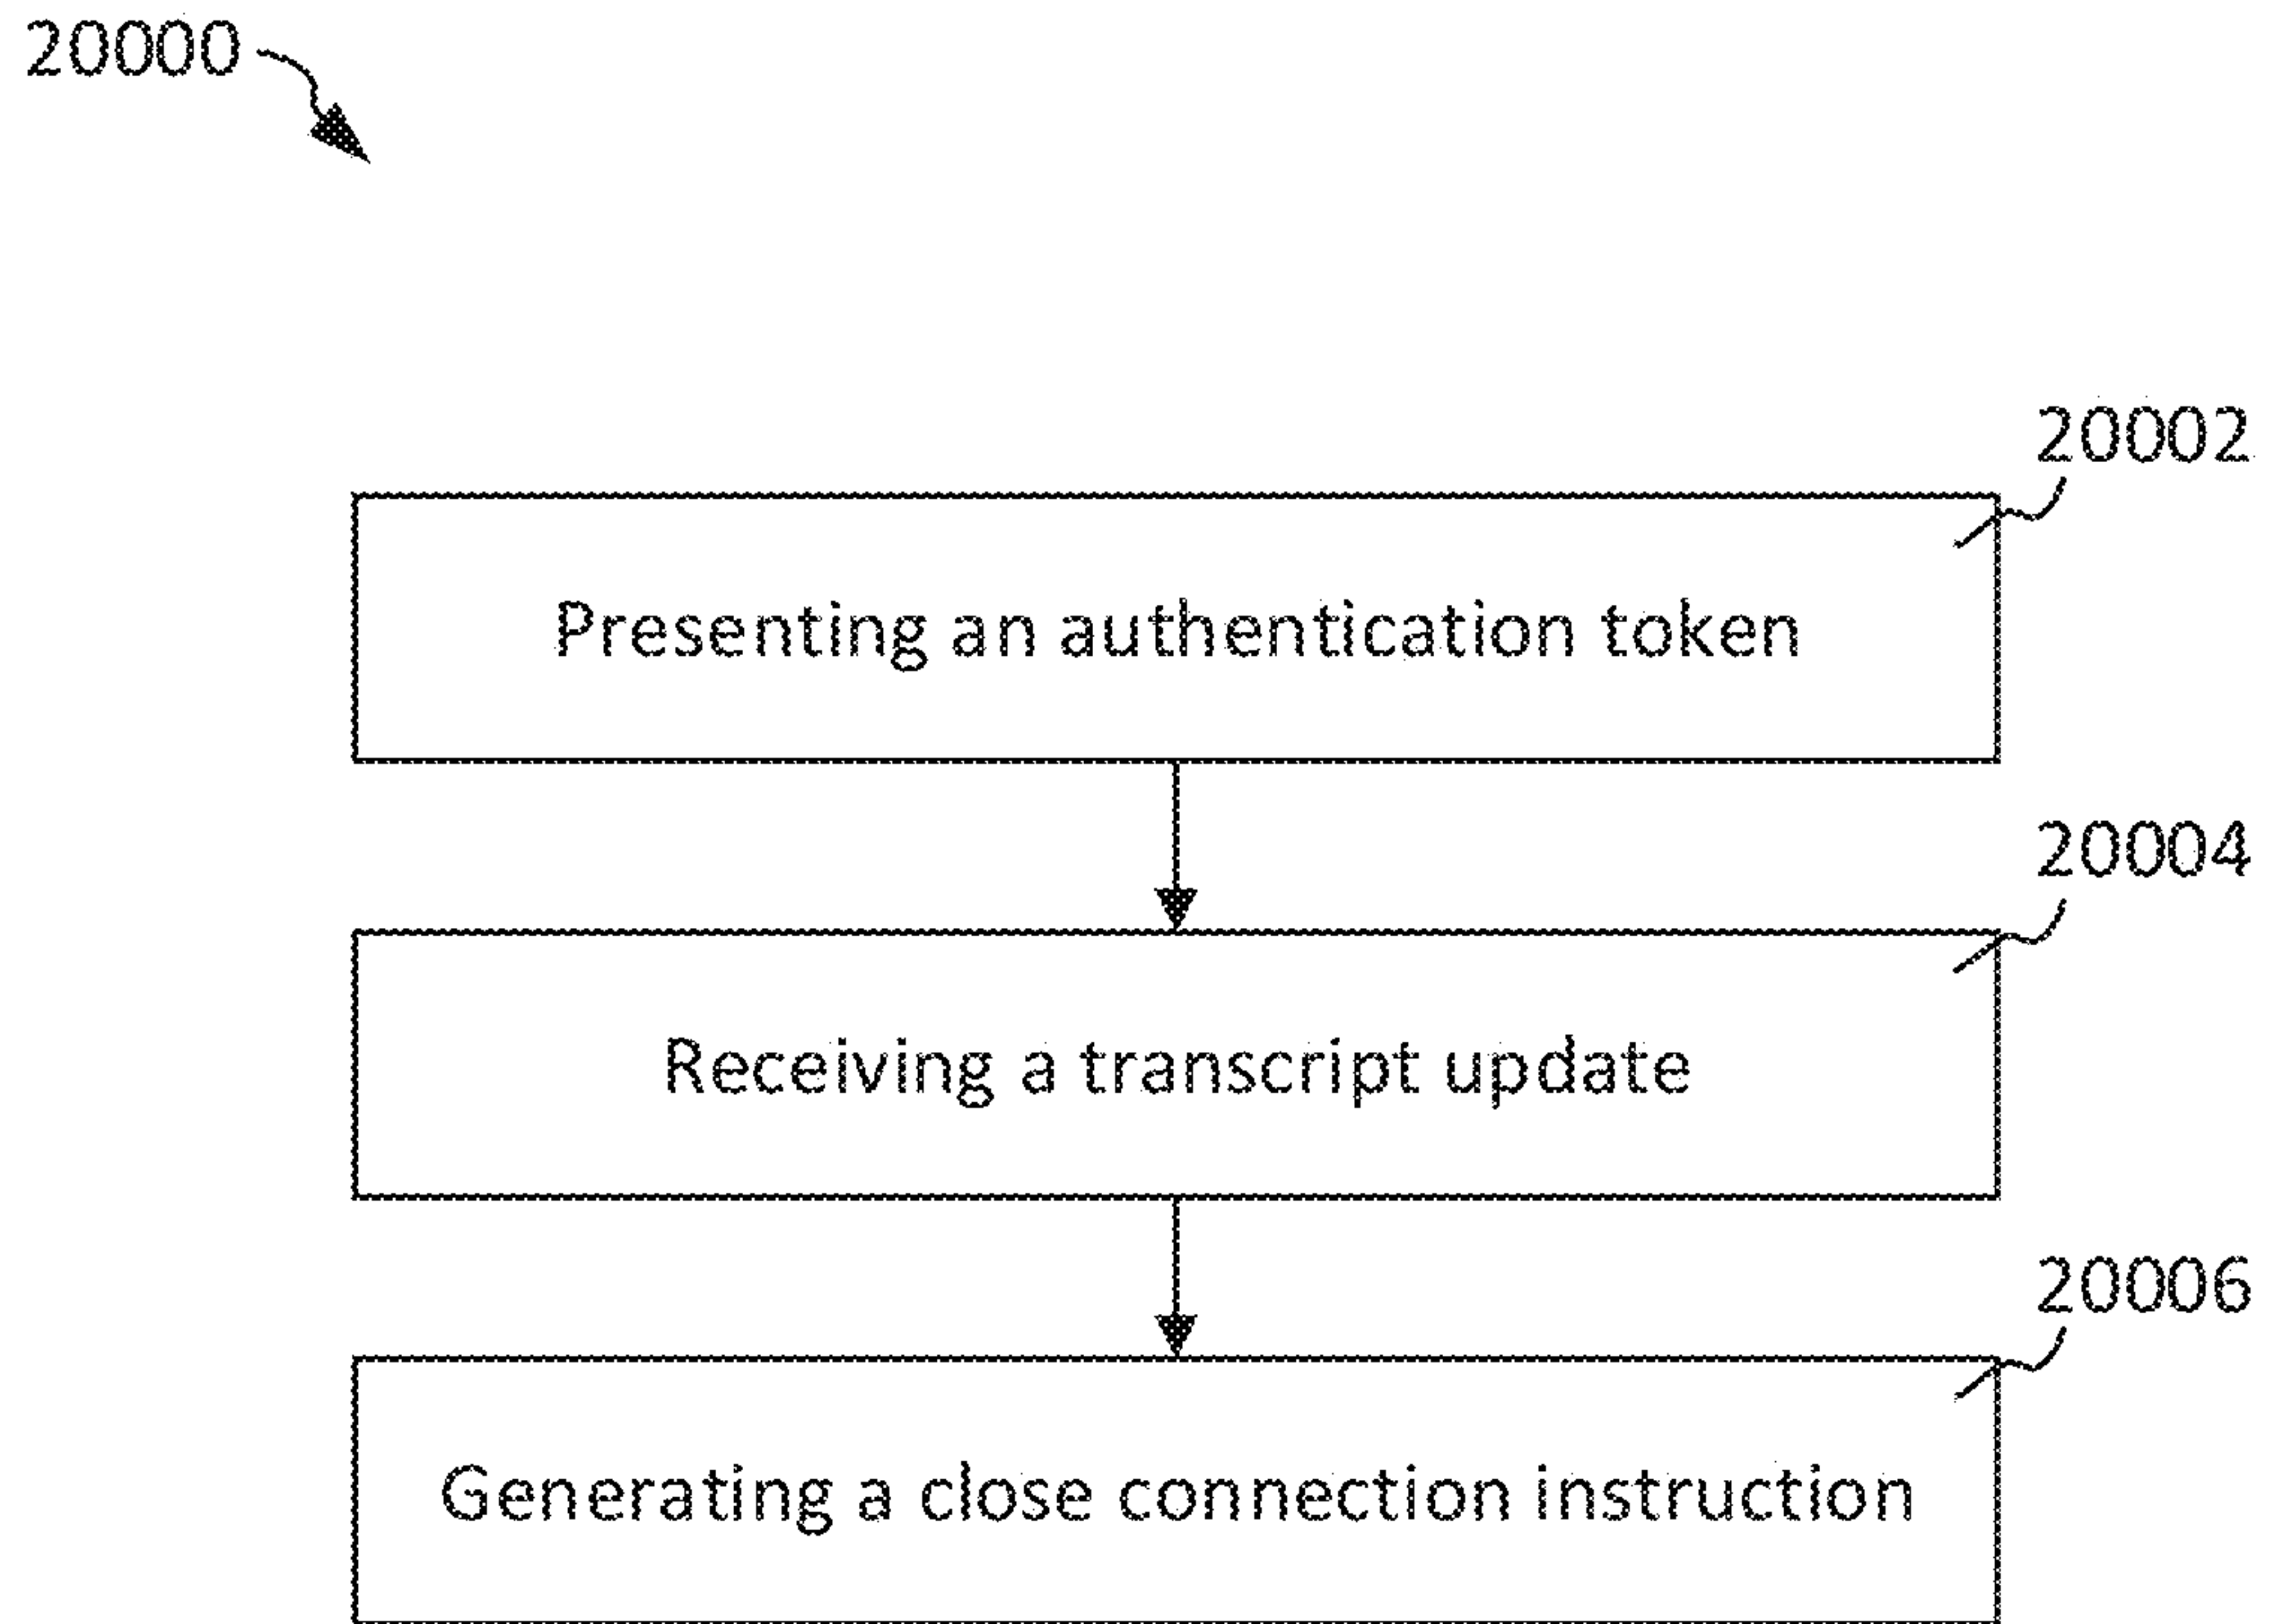 20000
20002
Presenting an authentication token
20004
Receiving a transcript update
20006
Generating a close connection instruction